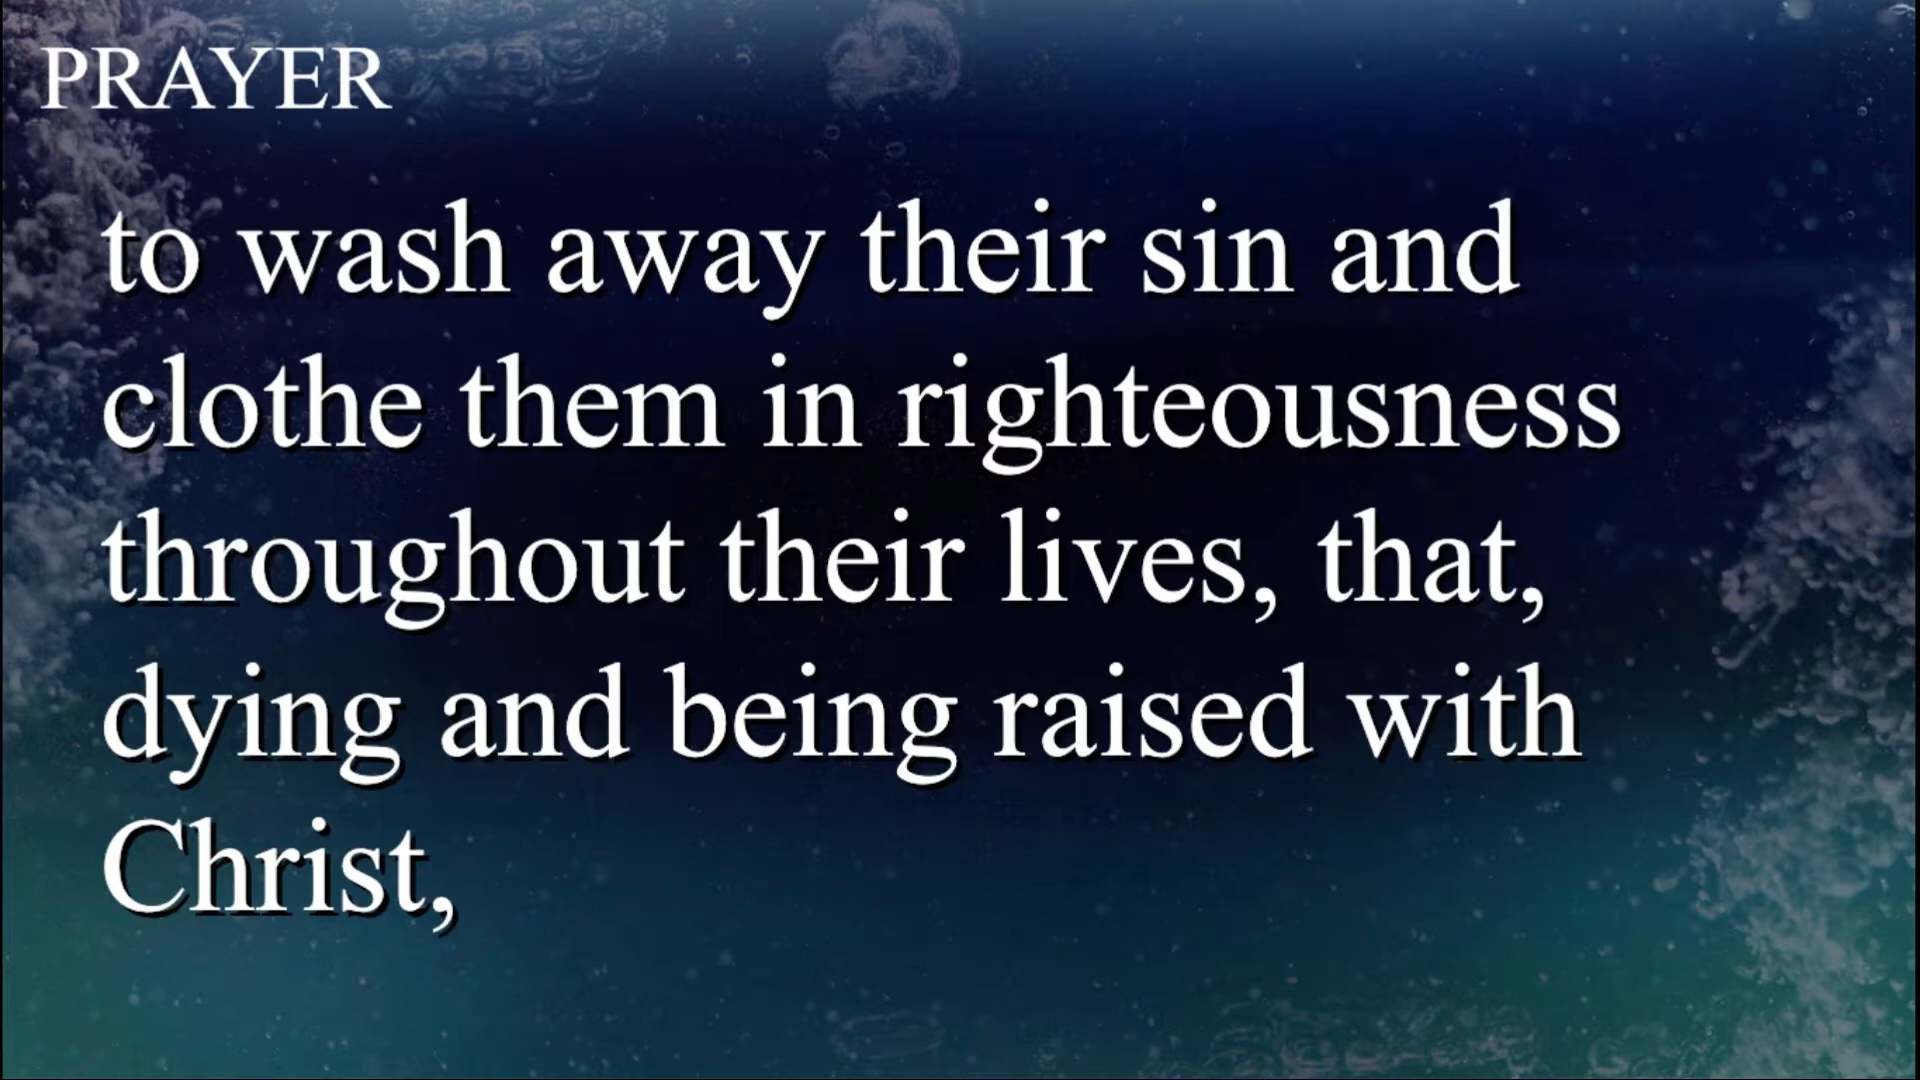 PRAYER
to wash away their sin and
clothe them in righteousness
throughout their lives, that,
dying and being raised with
Christ,